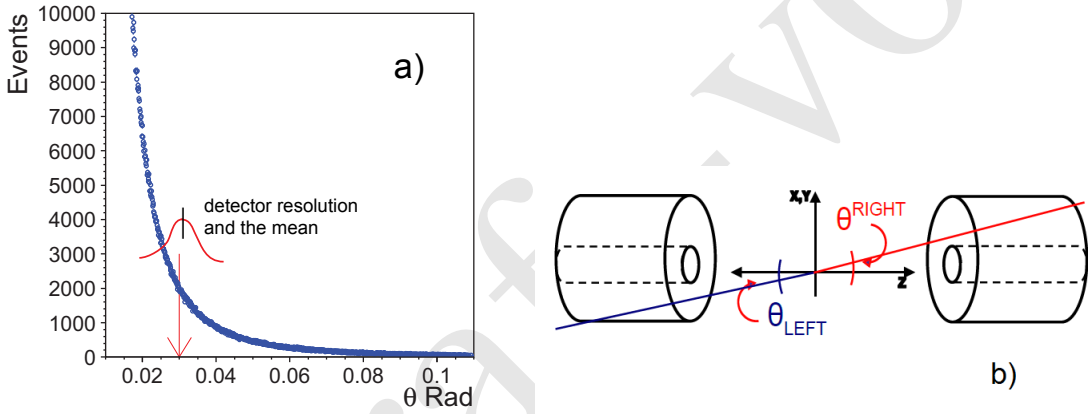 Events
10000
9000
8000
7000
6000
5000
4000
3000
2000
1000
0
a)
detector resolution
and the mean
0.02 0.04 0.06 0.08 0.1
θ Rad
X,Y
θRIGHT
Z
θLEFT
b)